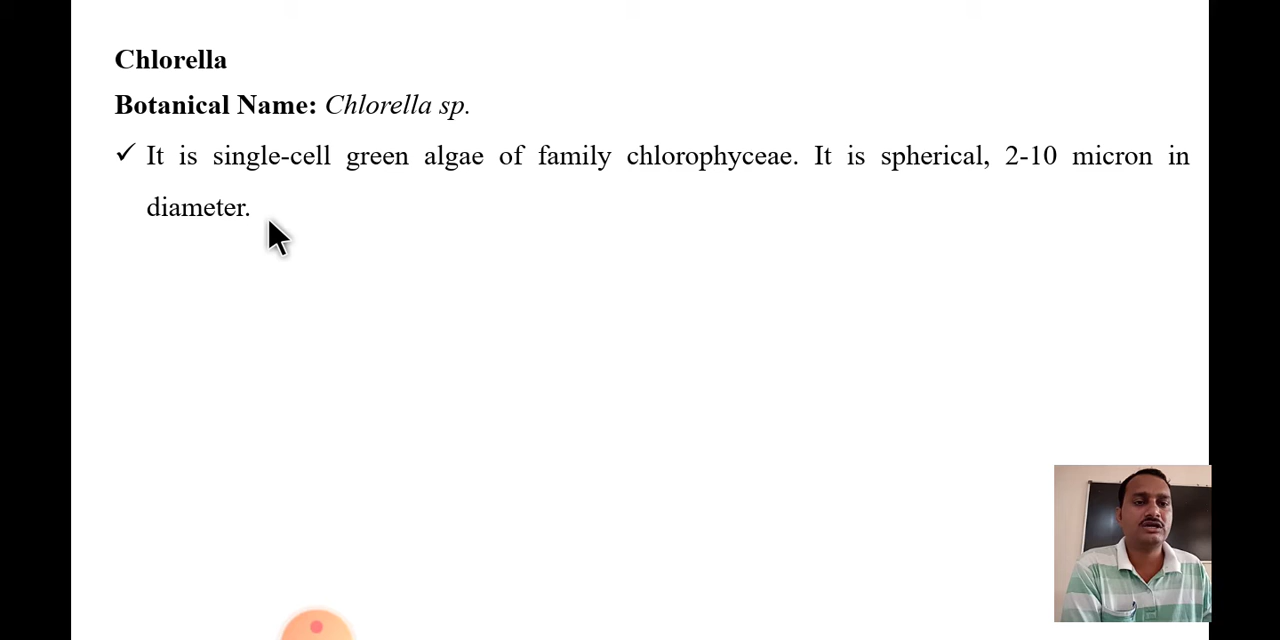 Chlorella
Botanical Name: Chlorella sp.
✓ It is single-cell green algae of family chlorophyceae. It is spherical, 2-10 micron in
diameter.